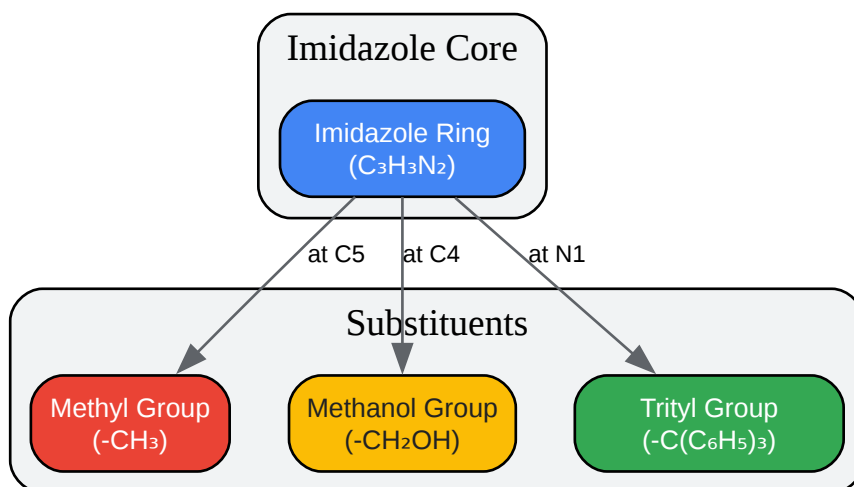 Imidazole Core
Imidazole Ring
(C₃H₃N₂)
at C5
at C4
at N1
Substituents
Methyl Group
(-CH₃)
Methanol Group
(-CH₂OH)
Trityl Group
(-C(C₆H₅)₃)